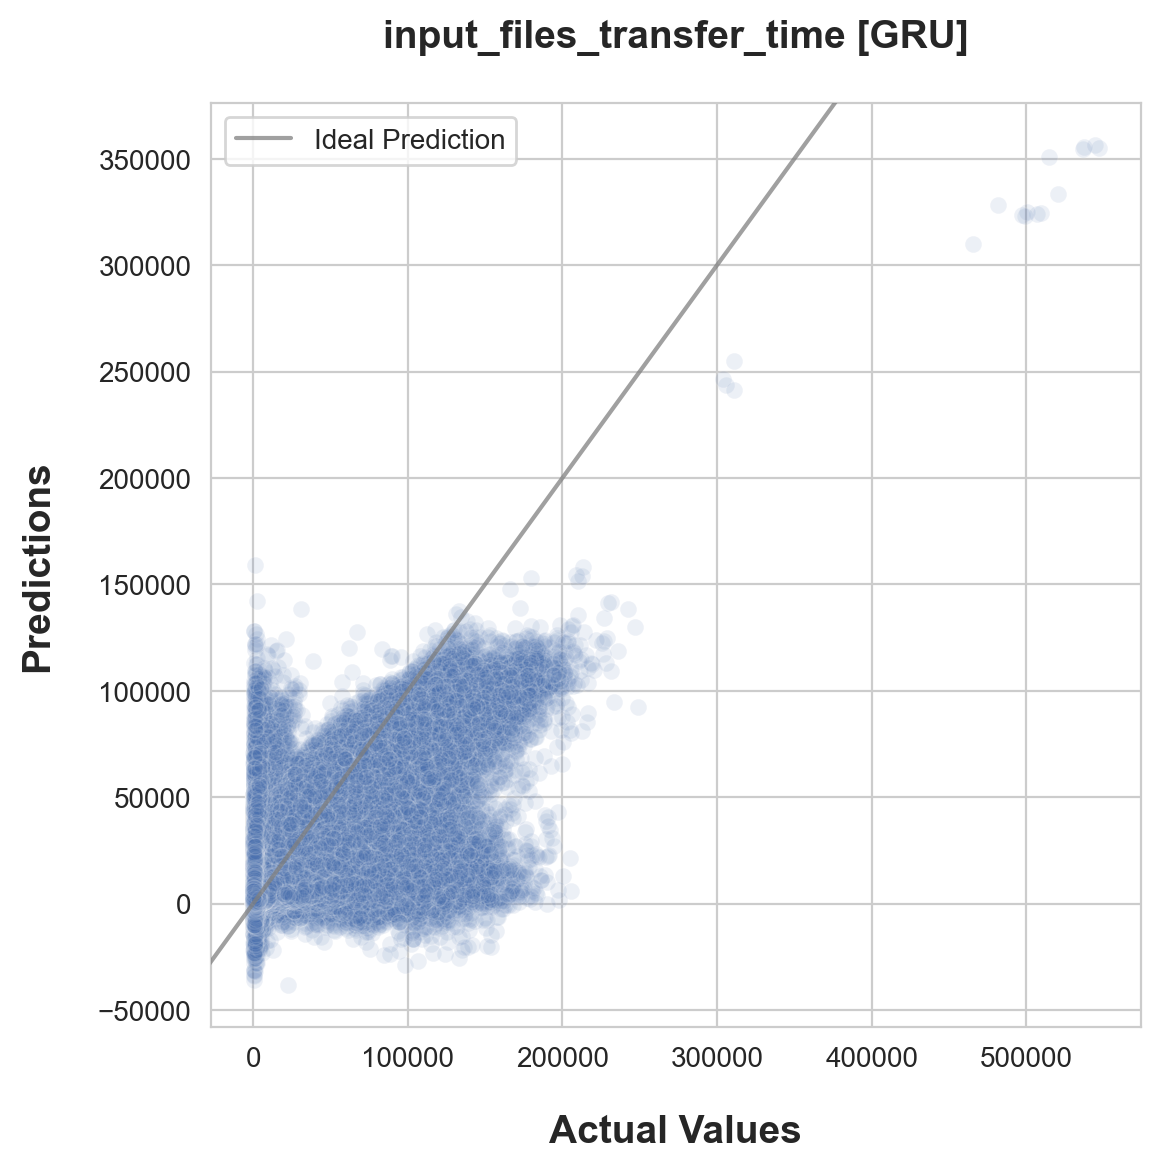 input_files_transfer_time [GRU]
Ideal Prediction
350000
300000
250000
200000
150000
100000
50000
0
−50000
Predictions
0 100000 200000 300000 400000 500000
Actual Values